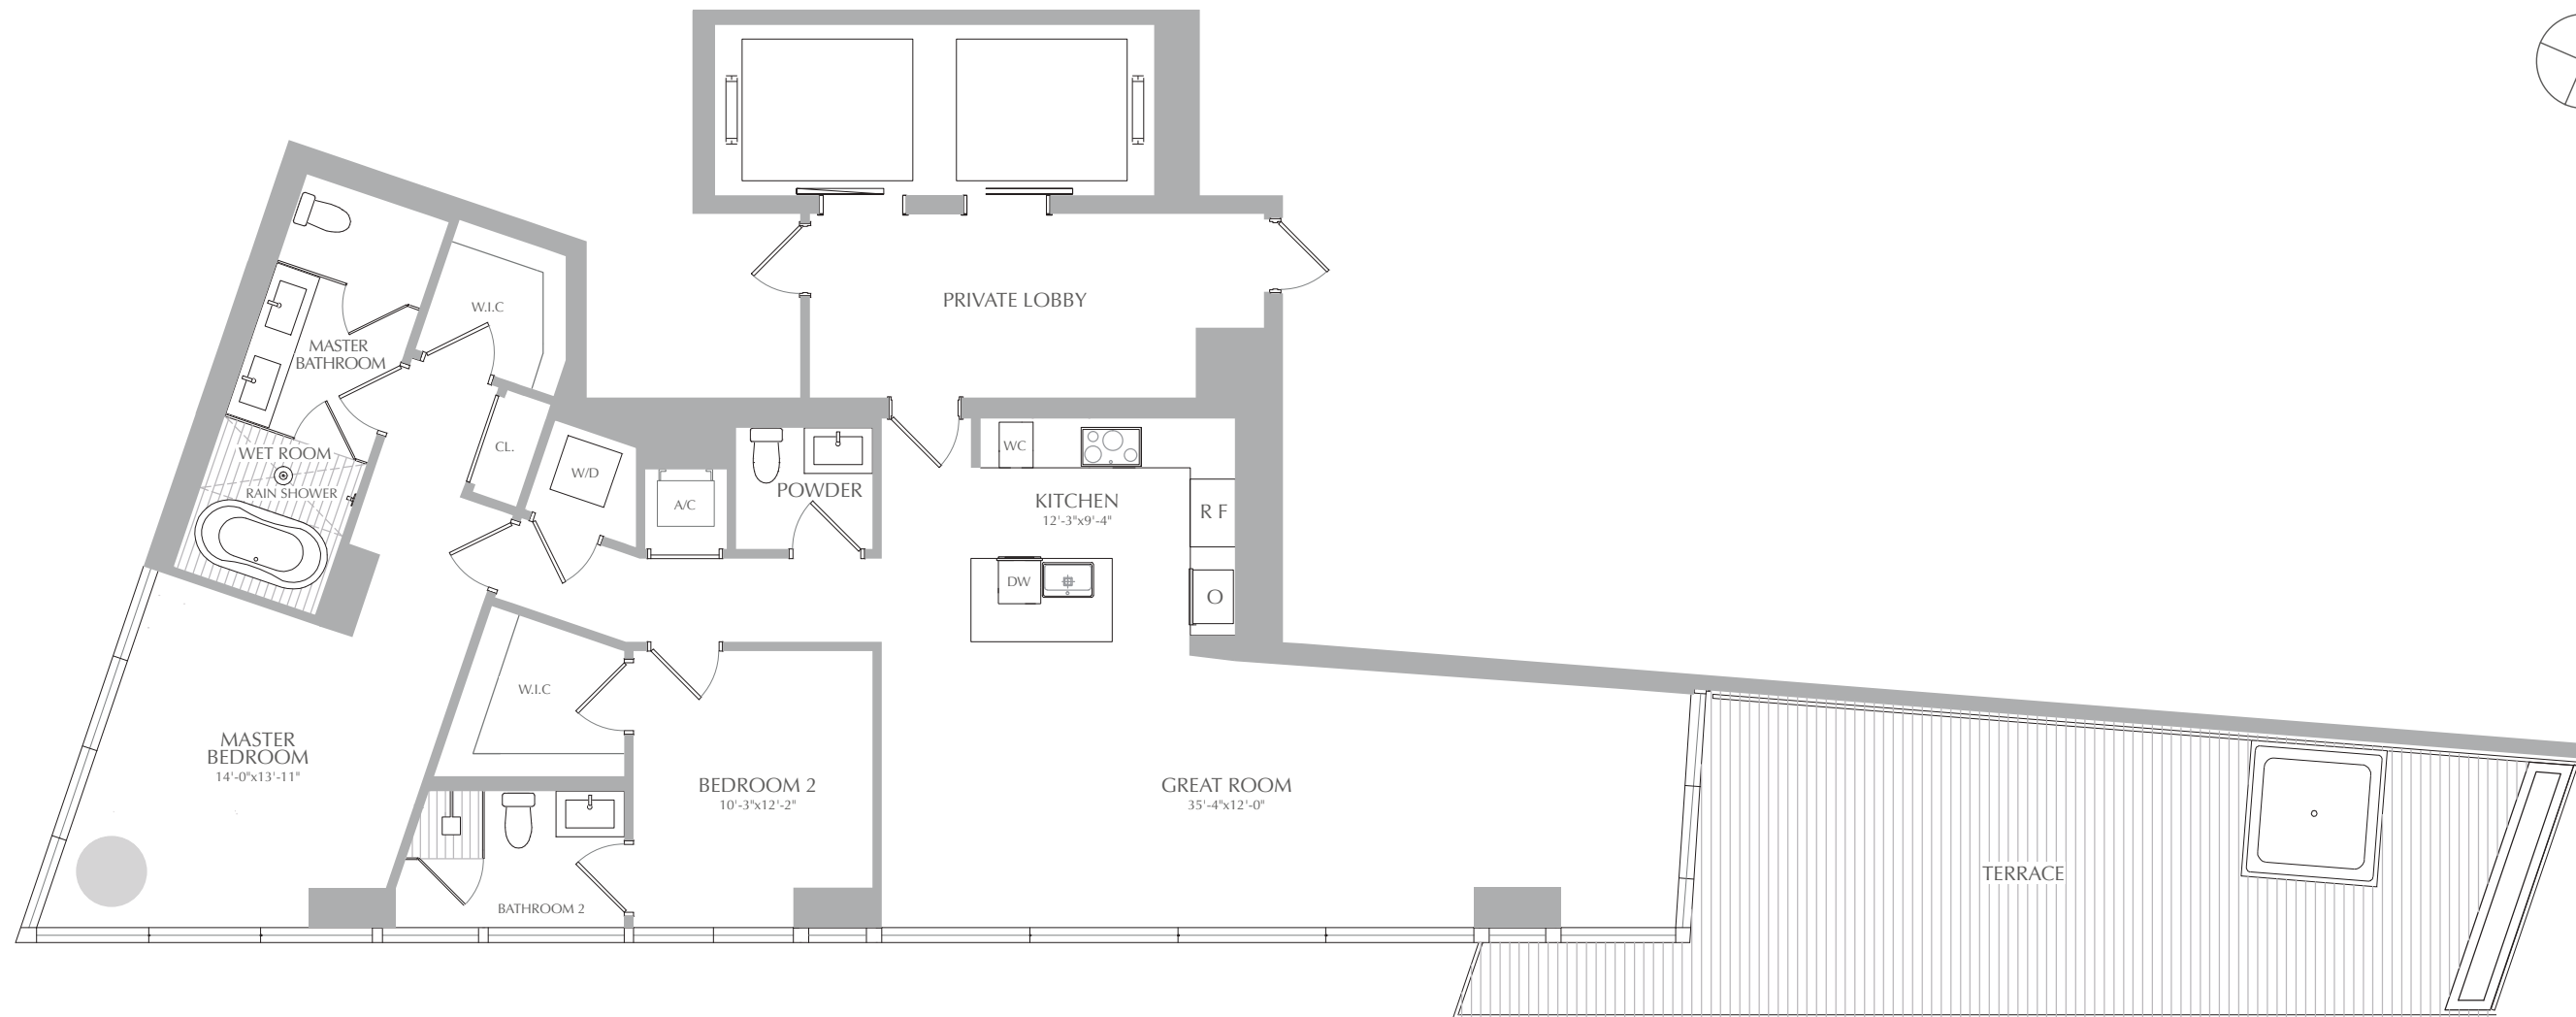 PRIVATE LOBBY
W.I.C
MASTER
BATHROOM
CL.
WET ROOM
RAIN SHOWER
W/D
A/C
POWDER
WC
KITCHEN
12'-3"x9'-4"
R F
DW
O
W.I.C
MASTER
BEDROOM
14'-0"x13'-11"
BEDROOM 2
10'-3"x12'-2"
GREAT ROOM
35'-4"x12'-0"
TERRACE
BATHROOM 2